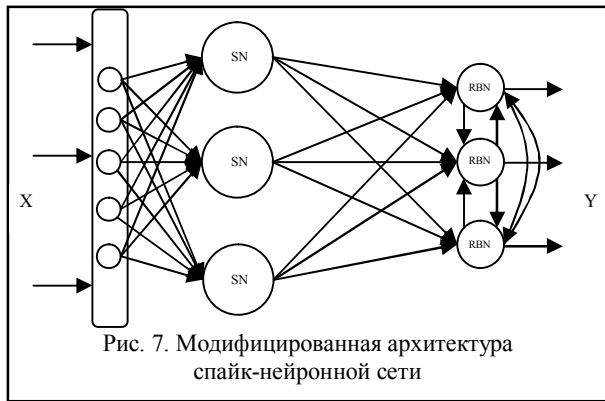 SN
RBN
SN
RBN
X
Y
SN
RBN
Рис. 7. Модифицированная архитектура
спайк-нейронной сети